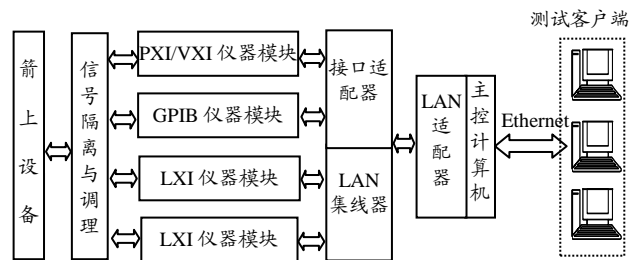 测试客户端
箭上设备
信号隔离与调理
PXI/VXI 仪器模块
GPIB 仪器模块
LXI 仪器模块
LXI 仪器模块
接口适
配器
LAN
集线器
LAN
适配器
主控计算机
Ethernet